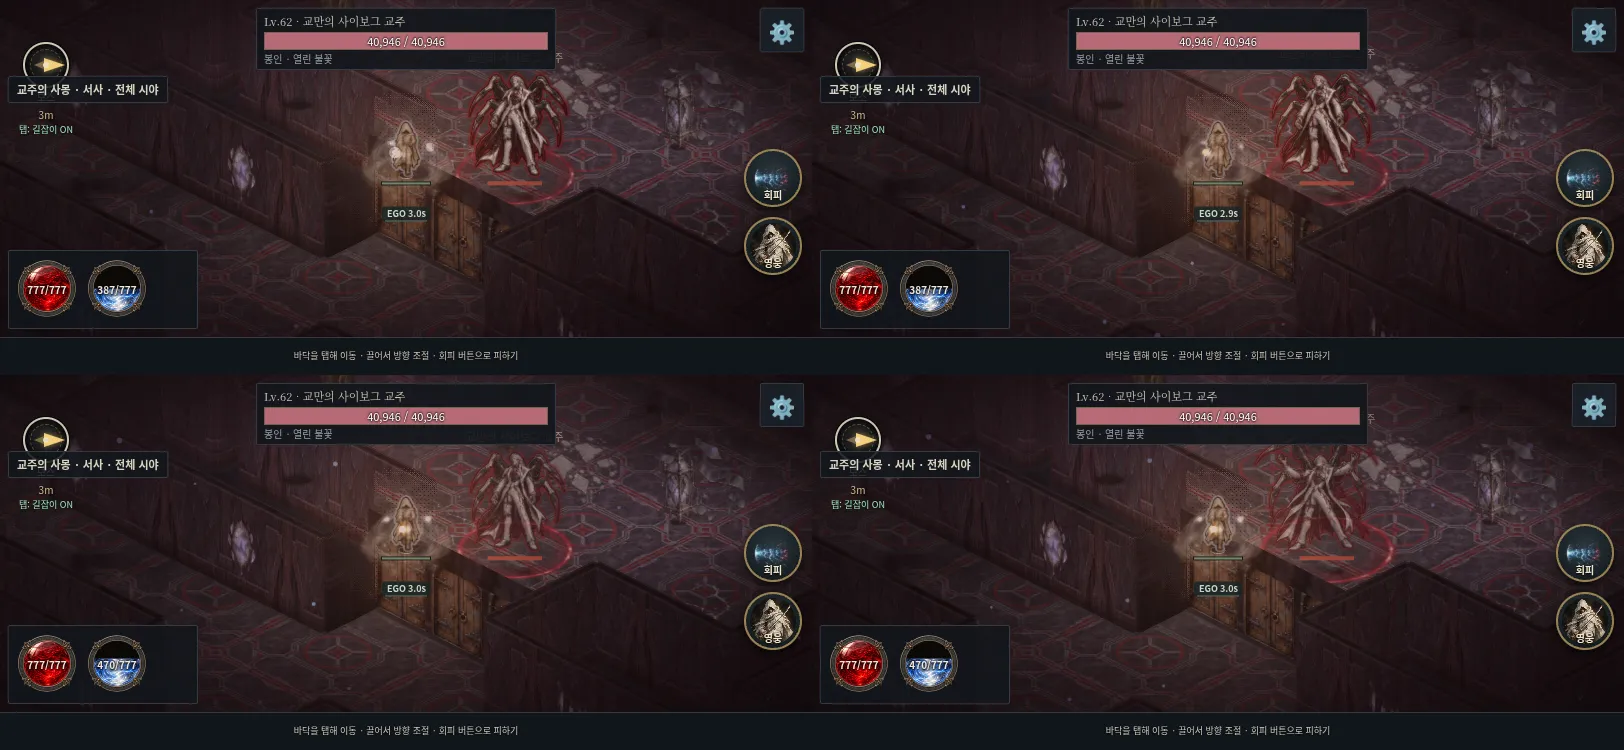 Lv.62 · 교만의 사이보그 교주
40,946 / 40,946
봉인 · 열린 불꽃
주
교주의 사몽 · 서사 · 전체 시야
3m
탭: 길잡이 ON
EGO 3.0s
회피
영웅
777/777
387/777
바닥을 탭해 이동 · 끌어서 방향 조절 · 회피 버튼으로 피하기
Lv.62 · 교만의 사이보그 교주
40,946 / 40,946
봉인 · 열린 불꽃
주
교주의 사몽 · 서사 · 전체 시야
3m
탭: 길잡이 ON
EGO 2.9s
회피
영웅
777/777
387/777
바닥을 탭해 이동 · 끌어서 방향 조절 · 회피 버튼으로 피하기
Lv.62 · 교만의 사이보그 교주
40,946 / 40,946
봉인 · 열린 불꽃
주
교주의 사몽 · 서사 · 전체 시야
3m
탭: 길잡이 ON
EGO 3.0s
회피
영웅
777/777
470/777
바닥을 탭해 이동 · 끌어서 방향 조절 · 회피 버튼으로 피하기
Lv.62 · 교만의 사이보그 교주
40,946 / 40,946
봉인 · 열린 불꽃
주
교주의 사몽 · 서사 · 전체 시야
3m
탭: 길잡이 ON
EGO 3.0s
회피
영웅
777/777
470/777
바닥을 탭해 이동 · 끌어서 방향 조절 · 회피 버튼으로 피하기